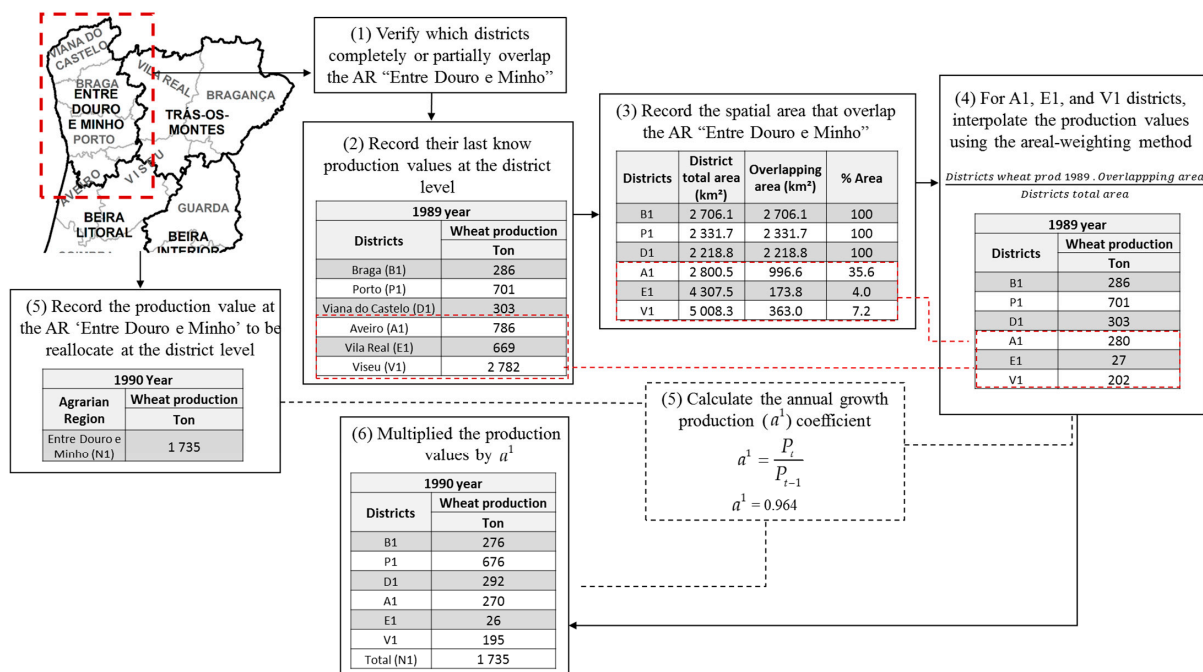 VIANA DO
CASTELO
BRAGA
ENTRE
DOURO
E MINHO
PORTO
VILA REAL
BRAGANÇA
TRÁS-OS-
MONTES
AVEIRO
VISEU
BEIRA
LITORAL
GUARDA
BEIRA
INTERIOR
(1) Verify which districts
completely or partially overlap
the AR “Entre Douro e Minho”
(2) Record their last know
production values at the district
level
1989 year
Districts Wheat production
Ton
Braga (B1) 286
Porto (P1) 701
Viana do Castelo (D1) 303
Aveiro (A1) 786
Vila Real (E1) 669
Viseu (V1) 2 782
(3) Record the spatial area that overlap
the AR “Entre Douro e Minho”
Districts District total area (km²) Overlapping area (km²) % Area
B1 2 706.1 2 706.1 100
P1 2 331.7 2 331.7 100
D1 2 218.8 2 218.8 100
A1 2 800.5 996.6 35.6
E1 4 307.5 173.8 4.0
V1 5 008.3 363.0 7.2
(4) For A1, E1, and V1 districts,
interpolate the production values
using the areal-weighting method
Districts wheat prod 1989 . Overlappping area
Districts total area
1989 year
Districts Wheat production
Ton
B1 286
P1 701
D1 303
A1 280
E1 27
V1 202
(5) Record the production value at
the AR ‘Entre Douro e Minho’ to be
reallocate at the district level
1990 Year
Agrarian Region Wheat production
Ton
Entre Douro e
Minho (N1) 1 735
(5) Calculate the annual growth
production (a¹) coefficient
a¹ = Pₜ / Pₜ₋₁
a¹ = 0.964
(6) Multiplied the production
values by a¹
1990 year
Districts Wheat production
Ton
B1 276
P1 676
D1 292
A1 270
E1 26
V1 195
Total (N1) 1 735